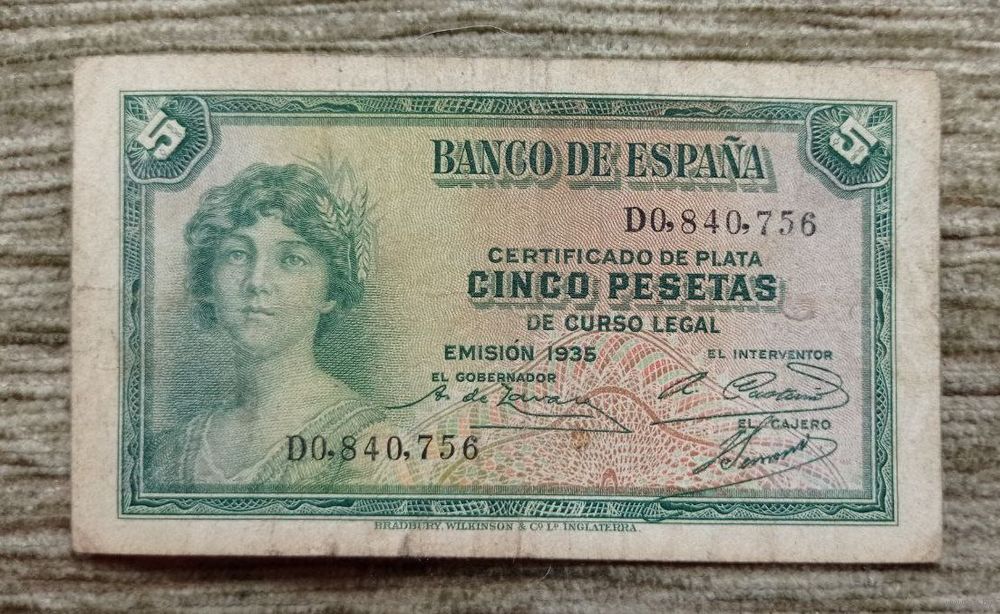 5 5
BANCO DE ESPAÑA
D0,840,756
CERTIFICADO DE PLATA
CINCO PESETAS
DE CURSO LEGAL
EMISIÓN 1935
EL INTERVENTOR
EL GOBERNADOR
EL CAJERO
D0,840,756
BRADBURY, WILKINSON & Cº Lᴰ INGLATERRA.